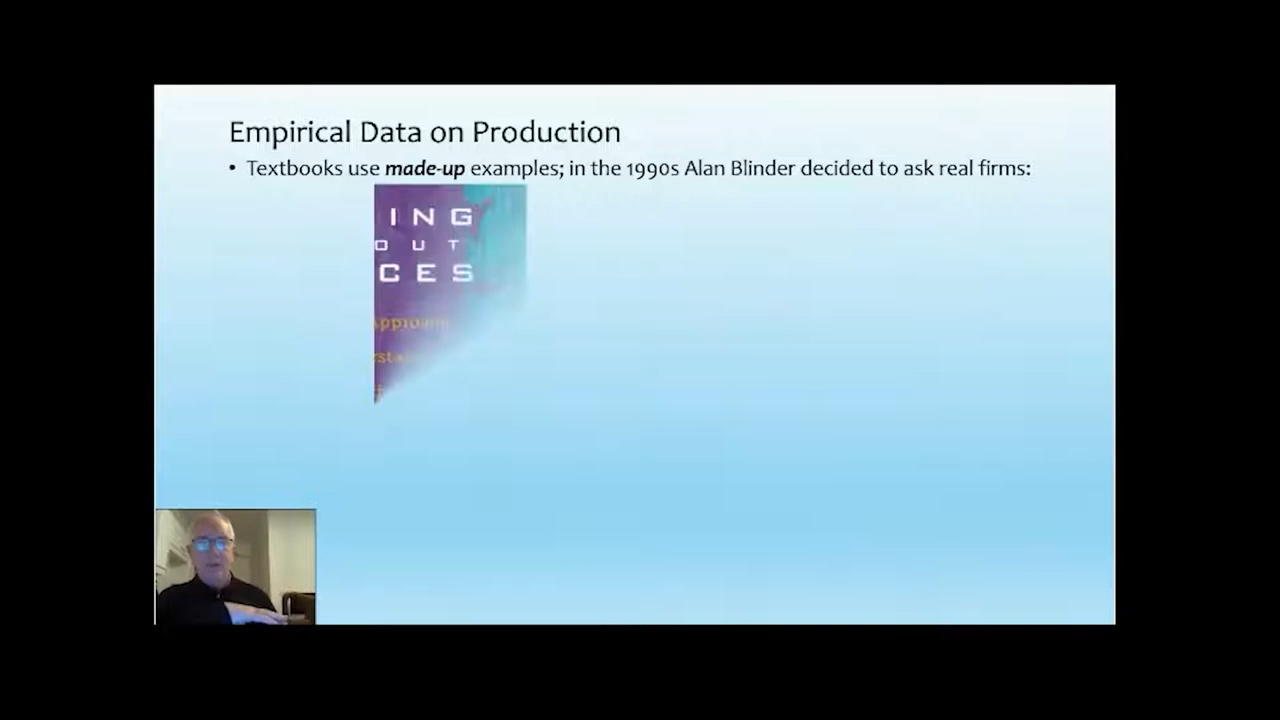 Empirical Data on Production
• Textbooks use made-up examples; in the 1990s Alan Blinder decided to ask real firms:
ING
OUT
CES